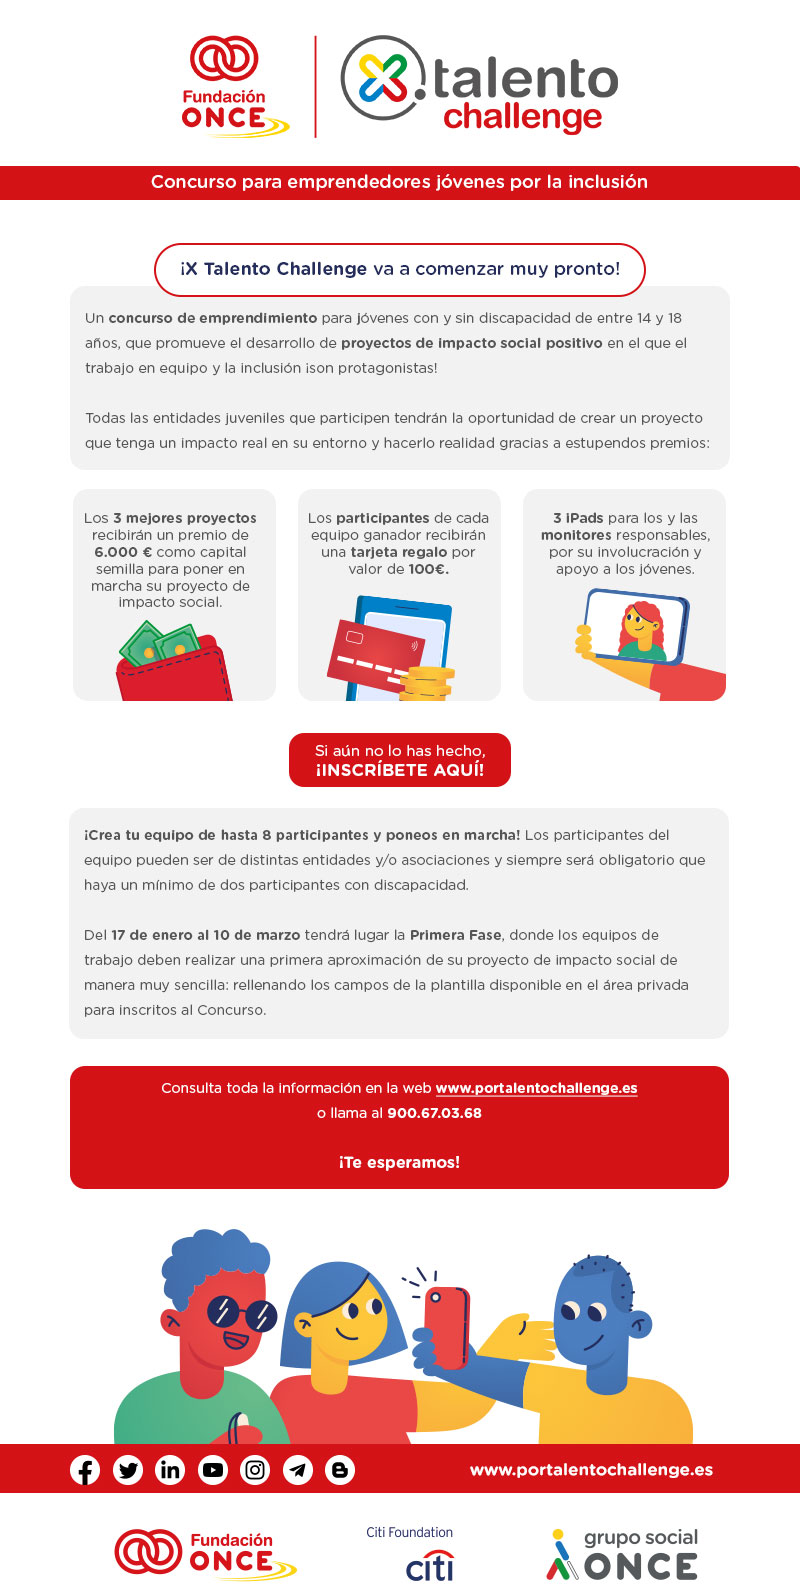 Fundación
ONCE
X.talento
challenge
Concurso para emprendedores jóvenes por la inclusión
¡X Talento Challenge va a comenzar muy pronto!
Un concurso de emprendimiento para jóvenes con y sin discapacidad de entre 14 y 18
años, que promueve el desarrollo de proyectos de impacto social positivo en el que el
trabajo en equipo y la inclusión ¡son protagonistas!
Todas las entidades juveniles que participen tendrán la oportunidad de crear un proyecto
que tenga un impacto real en su entorno y hacerlo realidad gracias a estupendos premios:
Los 3 mejores proyectos
recibirán un premio de
6.000 € como capital
semilla para poner en
marcha su proyecto de
impacto social.
Los participantes de cada
equipo ganador recibirán
una tarjeta regalo por
valor de 100€.
3 iPads para los y las
monitores responsables,
por su involucración y
apoyo a los jóvenes.
Si aún no lo has hecho,
¡INSCRÍBETE AQUÍ!
¡Crea tu equipo de hasta 8 participantes y poneos en marcha! Los participantes del
equipo pueden ser de distintas entidades y/o asociaciones y siempre será obligatorio que
haya un mínimo de dos participantes con discapacidad.
Del 17 de enero al 10 de marzo tendrá lugar la Primera Fase, donde los equipos de
trabajo deben realizar una primera aproximación de su proyecto de impacto social de
manera muy sencilla: rellenando los campos de la plantilla disponible en el área privada
para inscritos al Concurso.
Consulta toda la información en la web www.portalentochallenge.es
o llama al 900.67.03.68
¡Te esperamos!
www.portalentochallenge.es
Fundación
ONCE
Citi Foundation
citi
grupo social
ONCE